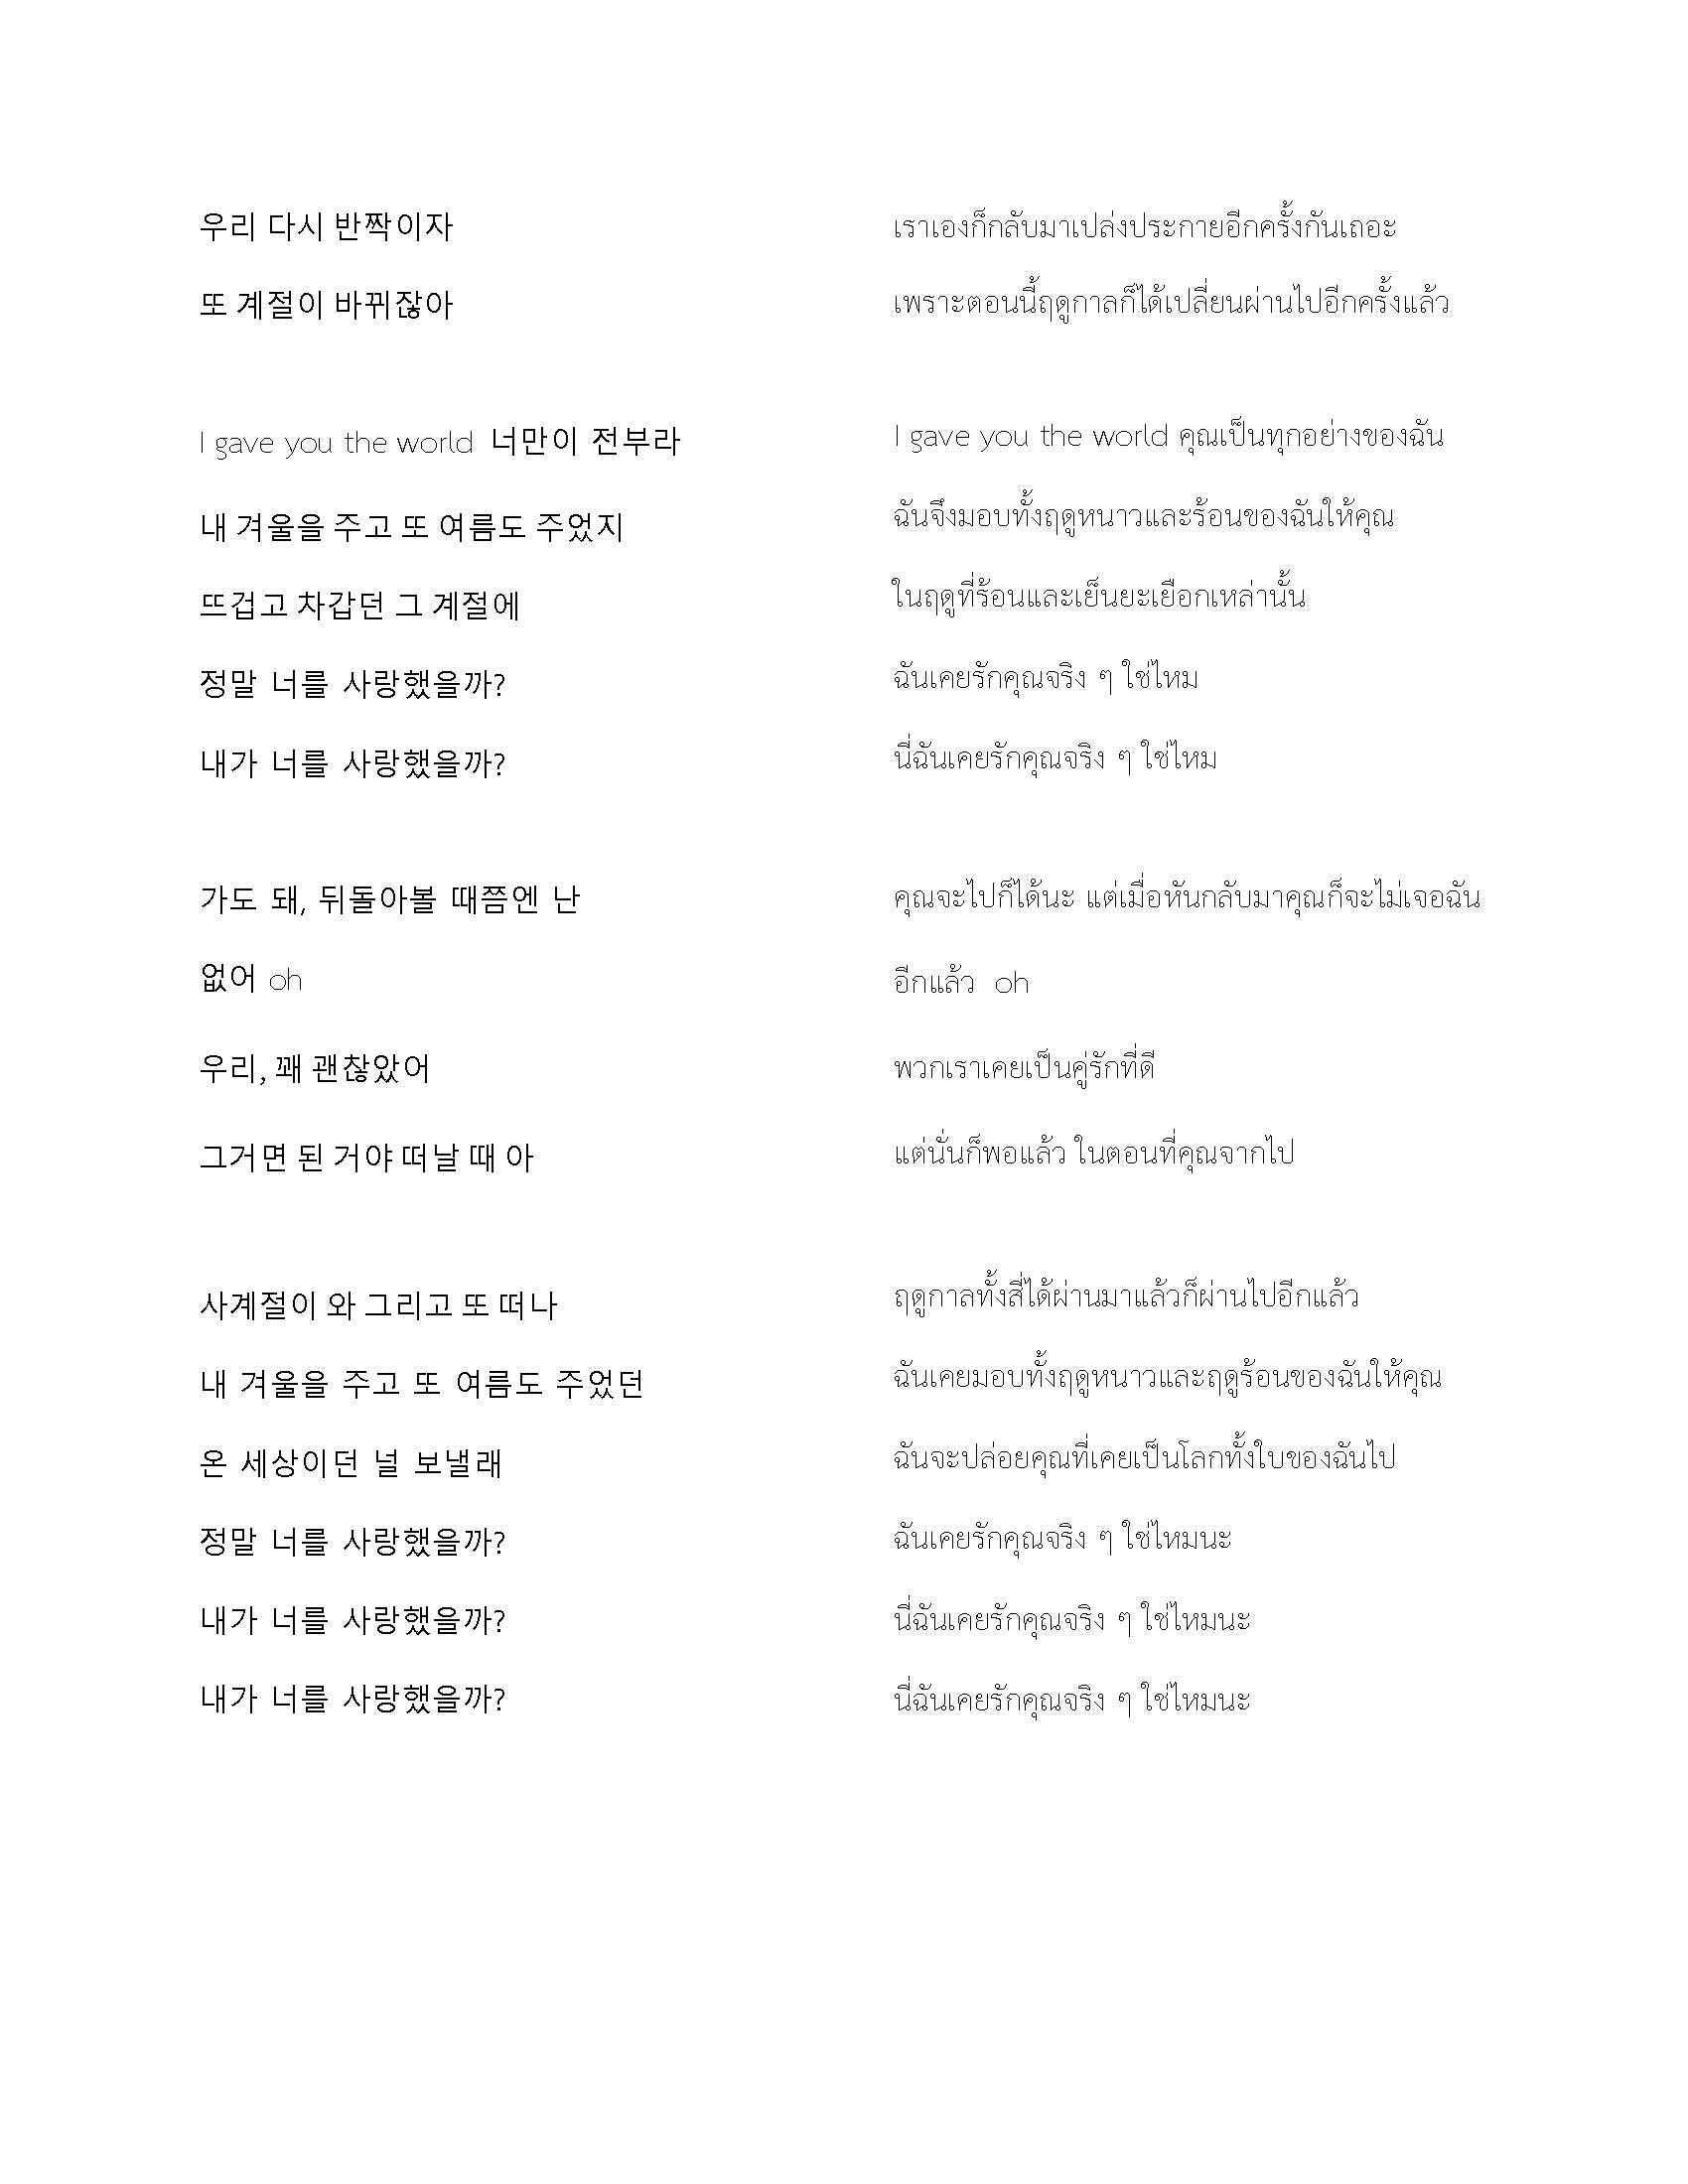 우리 다시 반짝이자
เราเองก็กลับมาเปล่งประกายอีกครั้งกันเถอะ
또 계절이 바뀌잖아
เพราะตอนนี้ฤดูกาลก็ได้เปลี่ยนผ่านไปอีกครั้งแล้ว
I gave you the world 너만이 전부라
I gave you the world คุณเป็นทุกอย่างของฉัน
내 겨울을 주고 또 여름도 주었지
ฉันจึงมอบทั้งฤดูหนาวและร้อนของฉันให้คุณ
뜨겁고 차갑던 그 계절에
ในฤดูที่ร้อนและเย็นยะเยือกเหล่านั้น
정말 너를 사랑했을까?
ฉันเคยรักคุณจริง ๆ ใช่ไหม
내가 너를 사랑했을까?
นี่ฉันเคยรักคุณจริง ๆ ใช่ไหม
가도 돼, 뒤돌아볼 때쯤엔 난
คุณจะไปก็ได้นะ แต่เมื่อหันกลับมาคุณก็จะไม่เจอฉัน
없어 oh
อีกแล้ว oh
우리, 꽤 괜찮았어
พวกเราเคยเป็นคู่รักที่ดี
그거면 된 거야 떠날 때 아
แต่นั่นก็พอแล้ว ในตอนที่คุณจากไป
사계절이 와 그리고 또 떠나
ฤดูกาลทั้งสี่ได้ผ่านมาแล้วก็ผ่านไปอีกแล้ว
내 겨울을 주고 또 여름도 주었던
ฉันเคยมอบทั้งฤดูหนาวและฤดูร้อนของฉันให้คุณ
온 세상이던 널 보낼래
ฉันจะปล่อยคุณที่เคยเป็นโลกทั้งใบของฉันไป
정말 너를 사랑했을까?
ฉันเคยรักคุณจริง ๆ ใช่ไหมนะ
내가 너를 사랑했을까?
นี่ฉันเคยรักคุณจริง ๆ ใช่ไหมนะ
내가 너를 사랑했을까?
นี่ฉันเคยรักคุณจริง ๆ ใช่ไหมนะ